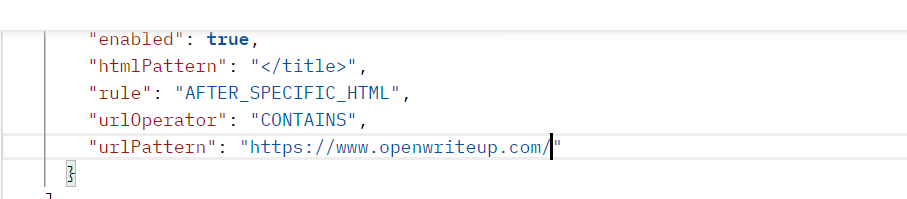 "enabled": true,
"htmlPattern": "</title>",
"rule": "AFTER_SPECIFIC_HTML",
"urlOperator": "CONTAINS",
"urlPattern": "https://www.openwriteup.com/"
}
]